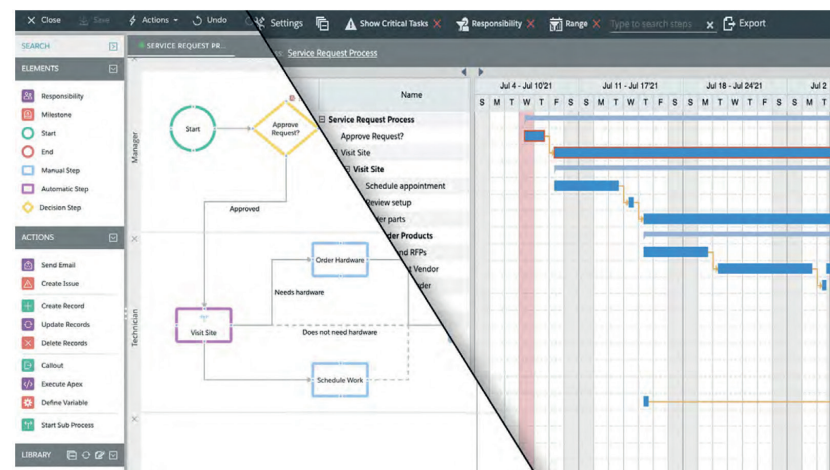 Close
Save
Actions
Undo
Settings
Show Critical Tasks
Responsibility
Range
Type to search steps
Export
SEARCH
SERVICE REQUEST PR...
Service Request Process
ELEMENTS
Responsibility
Milestone
Start
End
Manual Step
Automatic Step
Decision Step
ACTIONS
Send Email
Create Issue
Create Record
Update Records
Delete Records
Callout
Execute Apex
Define Variable
Start Sub Process
LIBRARY
Manager
Start
Approve
Request?
Approved
Technician
Visit Site
Needs hardware
Order Hardware
Does not need hardware
Schedule Work
Name
Service Request Process
Approve Request?
Visit Site
Visit Site
Schedule appointment
Review setup
er parts
der Products
nd RFPs
t Vendor
der
Jul 4 - Jul 10'21
Jul 11 - Jul 17'21
Jul 18 - Jul 24'21
Jul 2
S M T W T F S S M T W T F S S M T W T F S S M T